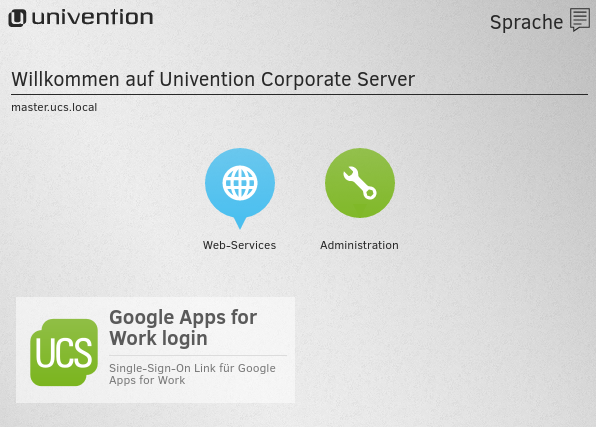 univention
Sprache
Willkommen auf Univention Corporate Server
master.ucs.local
Web-Services
Administration
UCS
Google Apps for
Work login
Single-Sign-On Link für Google
Apps for Work